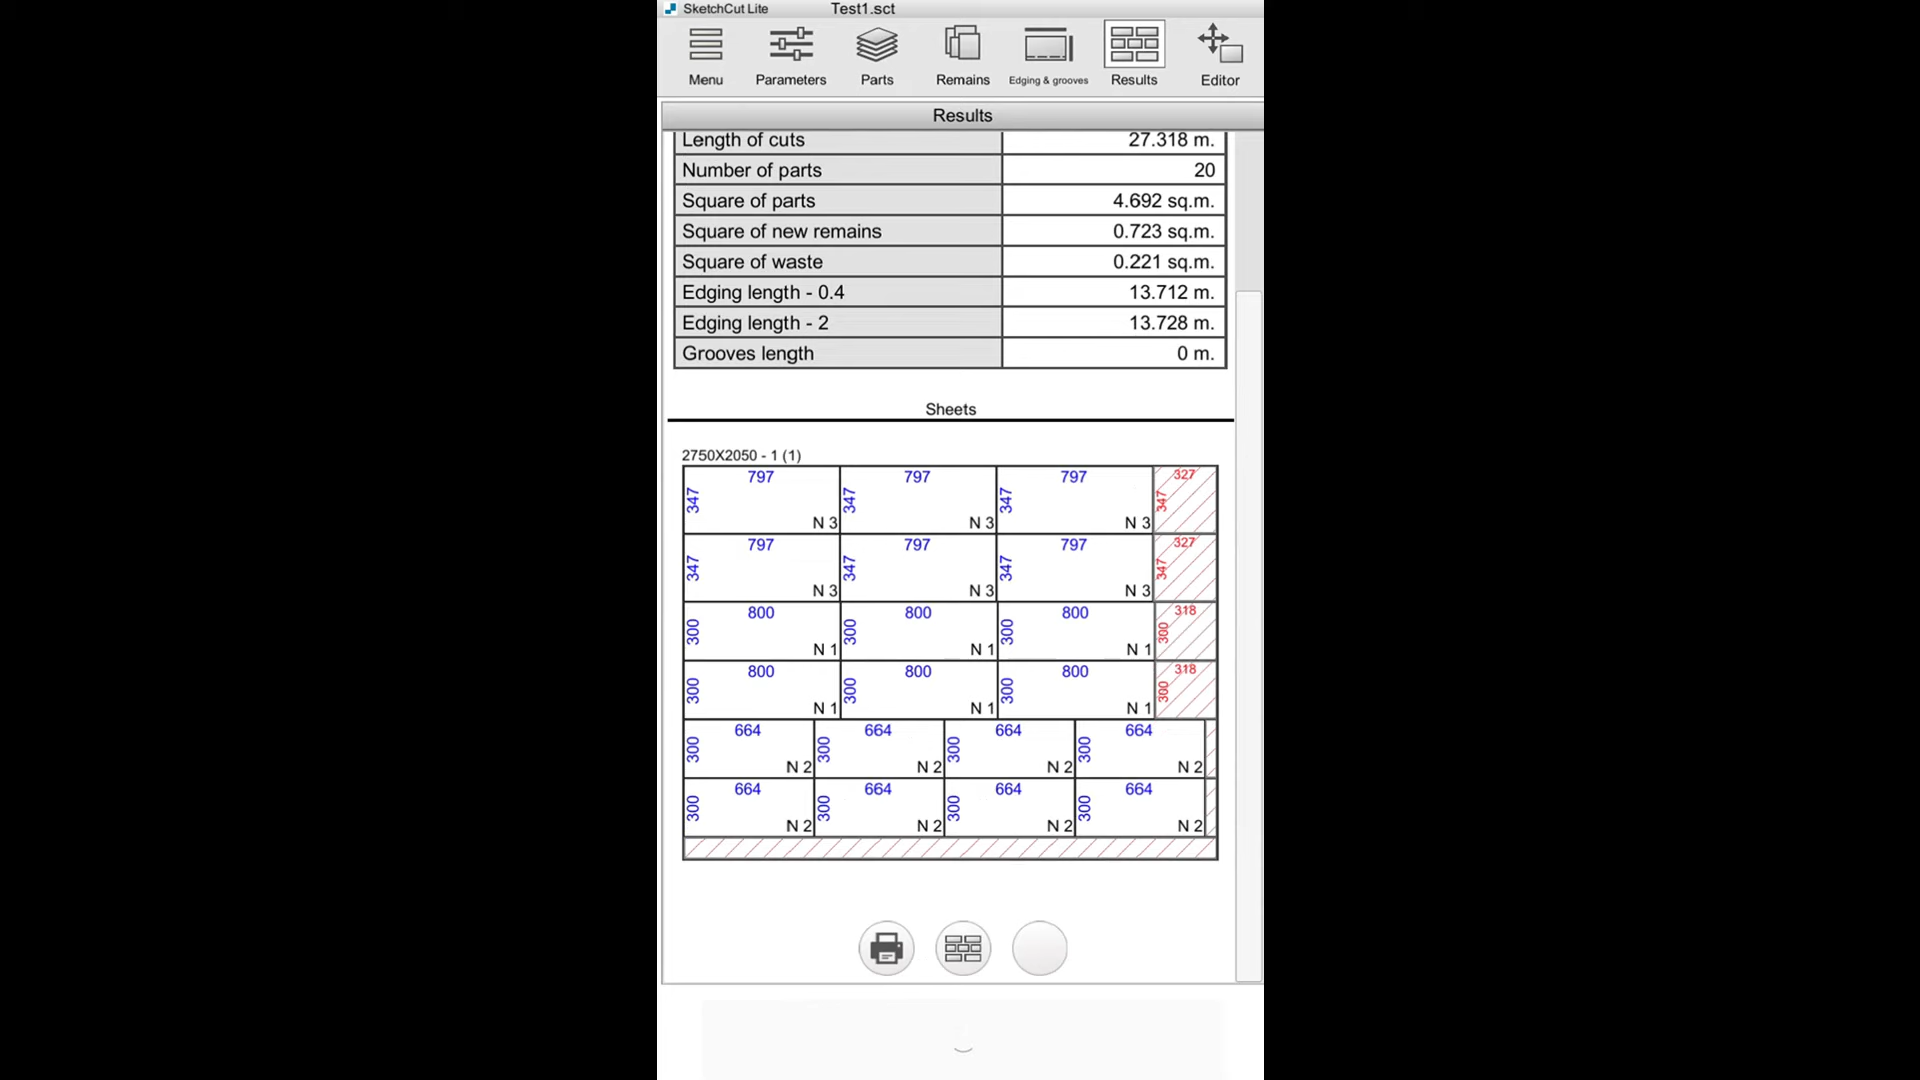 SketchCut Lite Test1.sct
Menu Parameters Parts Remains Edging & grooves Results Editor
Results
Length of cuts 27.318 m.
Number of parts 20
Square of parts 4.692 sq.m.
Square of new remains 0.723 sq.m.
Square of waste 0.221 sq.m.
Edging length - 0.4 13.712 m.
Edging length - 2 13.728 m.
Grooves length 0 m.
Sheets
2750X2050 - 1 (1)
797 797 797 327
347 347 347 347
N 3 N 3 N 3
797 797 797 327
347 347 347 347
N 3 N 3 N 3
800 800 800 318
300 300 300 300
N 1 N 1 N 1
800 800 800 318
300 300 300 300
N 1 N 1 N 1
664 664 664 664
300 300 300 300
N 2 N 2 N 2 N 2
664 664 664 664
300 300 300 300
N 2 N 2 N 2 N 2